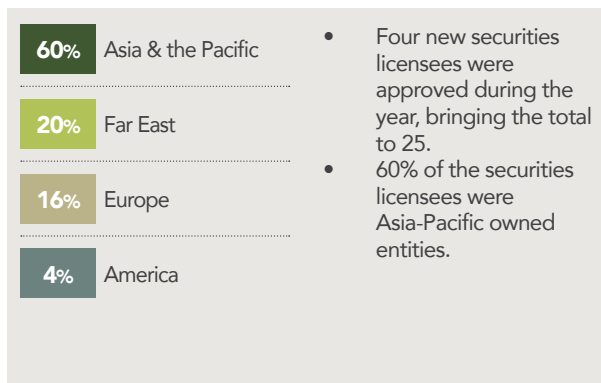 60% Asia & the Pacific
20% Far East
16% Europe
4% America
• Four new securities
licensees were
approved during the
year, bringing the total
to 25.
• 60% of the securities
licensees were
Asia-Pacific owned
entities.